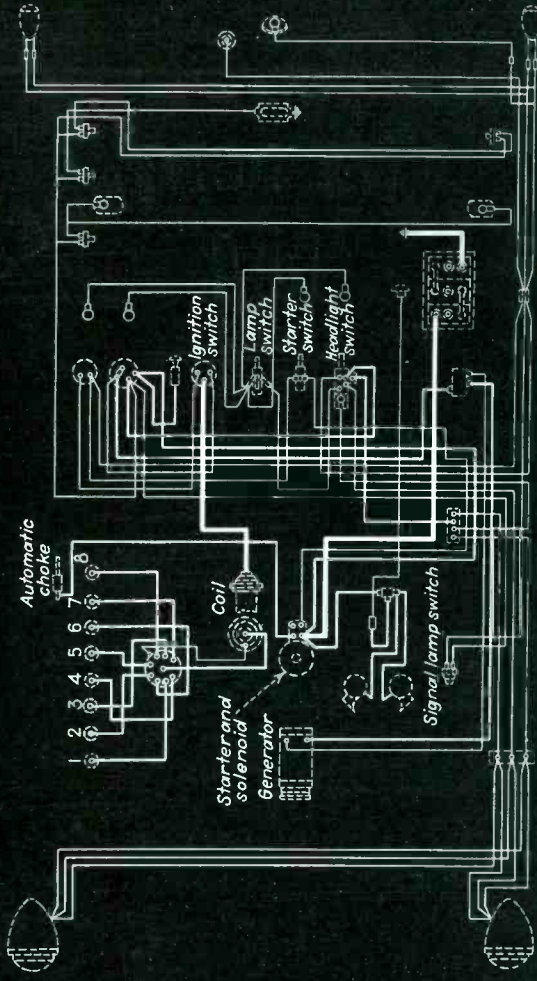 Automatic
choke
1 2 3 4 5 6 7 8
Ignition
switch
Lamp
switch
Starter
switch
Headlight
switch
Coil
Starter and
solenoid
Generator
Signal lamp switch